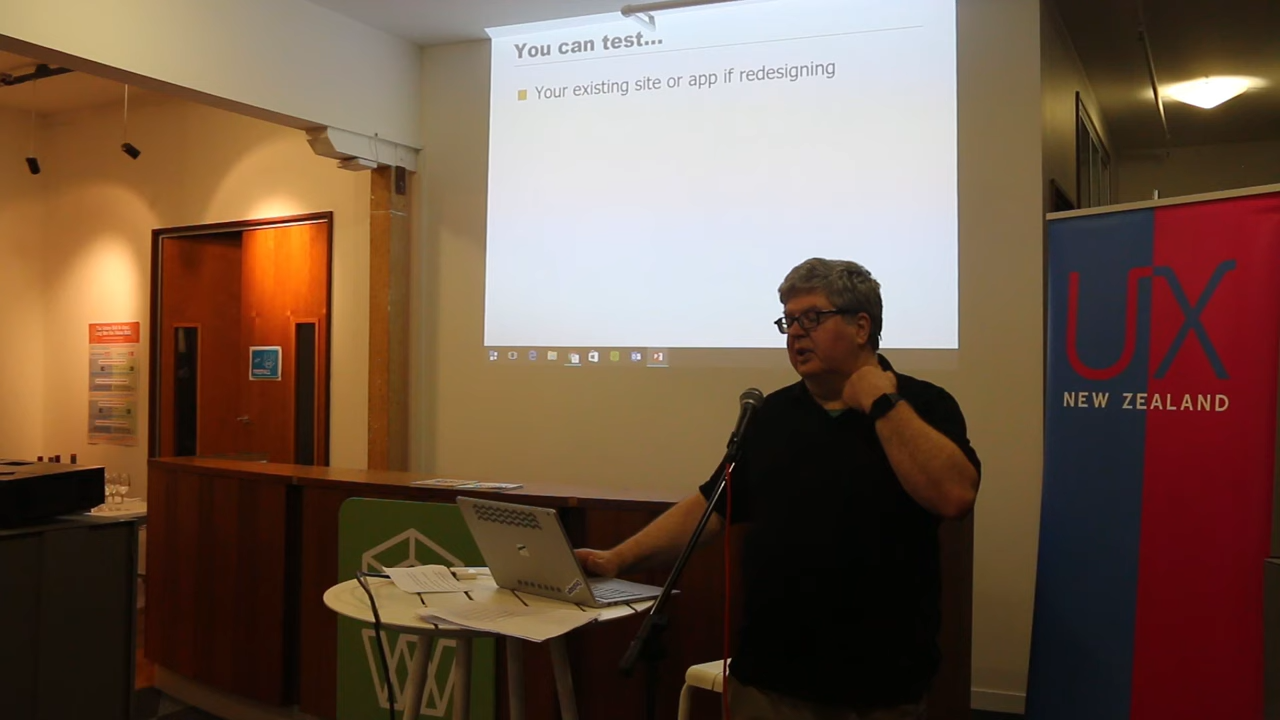 You can test...
Your existing site or app if redesigning
UX
NEW ZEALAND